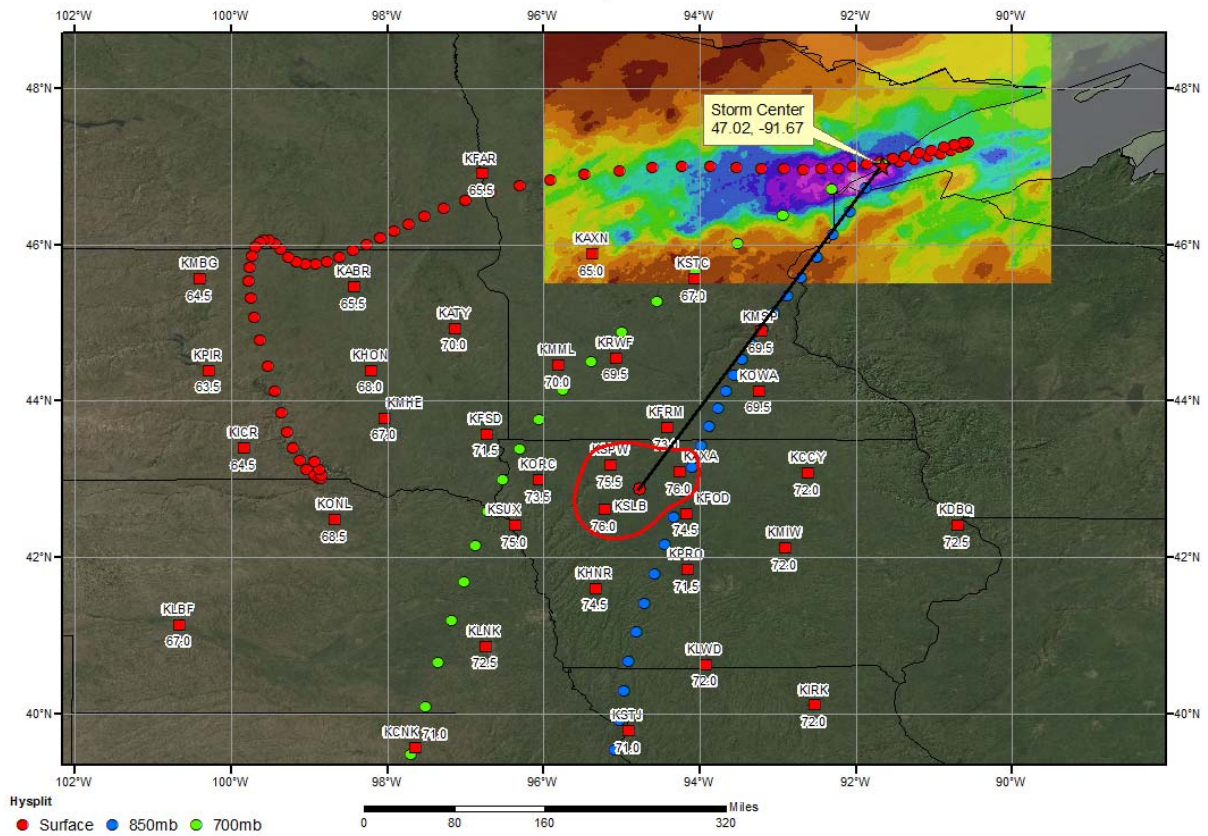 102°W 100°W 98°W 96°W 94°W 92°W 90°W
48°N 48°N
Storm Center
47.02, -91.67
KFAR
65.5
46°N 46°N
KAXN
65.0
KMBG
64.5
KABR
65.5
KSTC
67.0
KATY
70.0
KMSP
69.5
KPIR
63.5
KHON
68.0
KMML
70.0
KRWF
69.5
KOWA
69.5
44°N 44°N
KMHE
67.0
KFSD
71.5
KFRM
KICR
64.5
KORC
73.5
KSPW
75.5
76.0
KCCY
72.0
KONL
68.5
KSUX
75.0
KSLB
76.0
KFOD
74.5
KMIW
72.0
KDBQ
72.5
42°N 42°N
KHNR
74.5
KPRO
71.5
KLBF
67.0
KLNK
72.5
KLWD
72.0
KIRK
72.0
40°N 40°N
KCNK 71.0
KSTJ
71.0
102°W 100°W 98°W 96°W 94°W 92°W 90°W
Hysplit
Surface 850mb 700mb
Miles
0 80 160 320